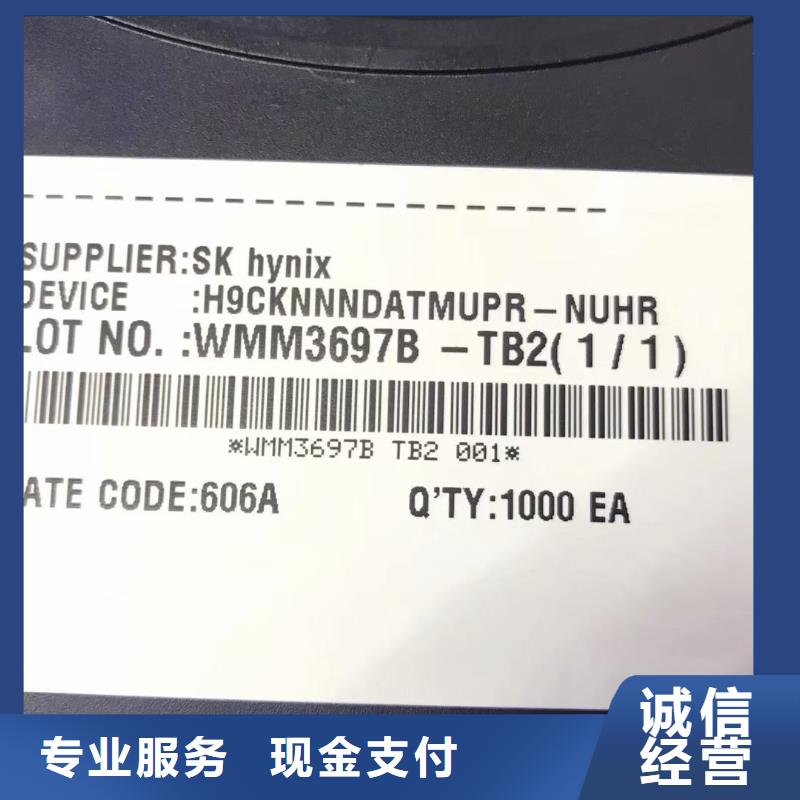 SUPPLIER:SK hynix
DEVICE :H9CKNNNDATMUPR-NUHR
LOT NO. :WMM3697B -TB2(1/1)
*WMM3697B TB2 001*
ATE CODE:606A Q'TY:1000 EA
诚信
经营
专业服务 现金支付